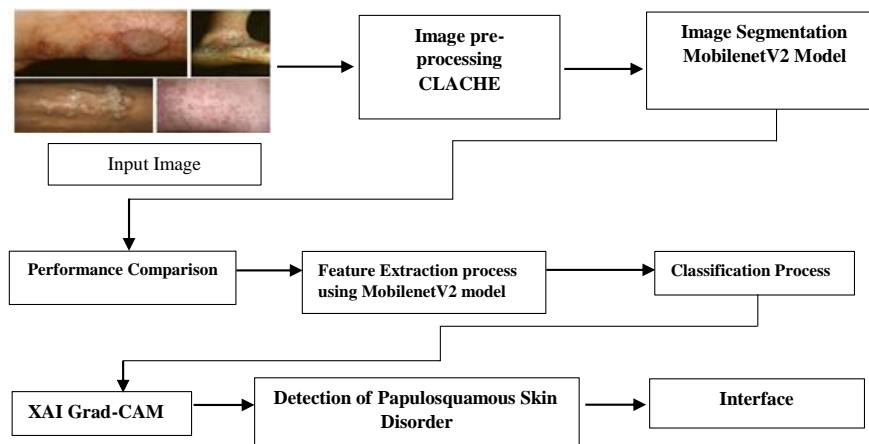 Image pre-
processing
CLACHE
Image Segmentation
MobilenetV2 Model
Input Image
Performance Comparison
Feature Extraction process
using MobilenetV2 model
Classification Process
XAI Grad-CAM
Detection of Papulosquamous Skin
Disorder
Interface